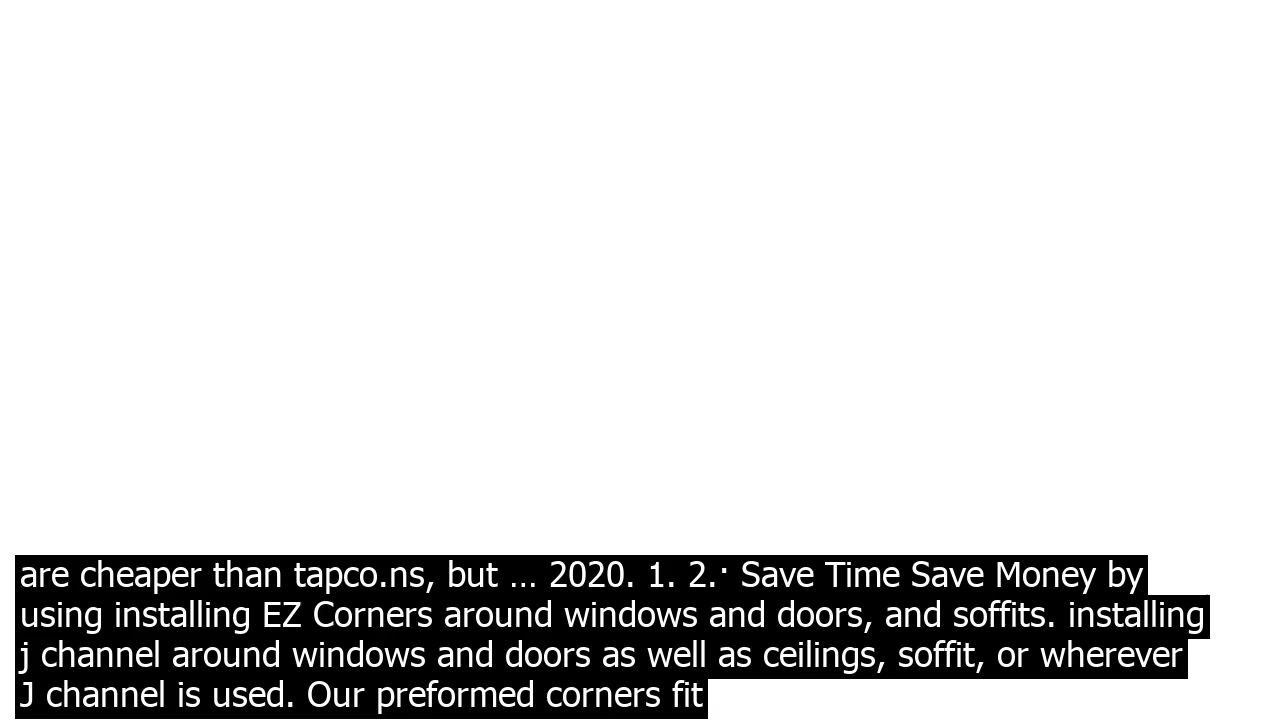 are cheaper than tapco.ns, but … 2020. 1. 2.· Save Time Save Money by
using installing EZ Corners around windows and doors, and soffits. installing
j channel around windows and doors as well as ceilings, soffit, or wherever
J channel is used. Our preformed corners fit